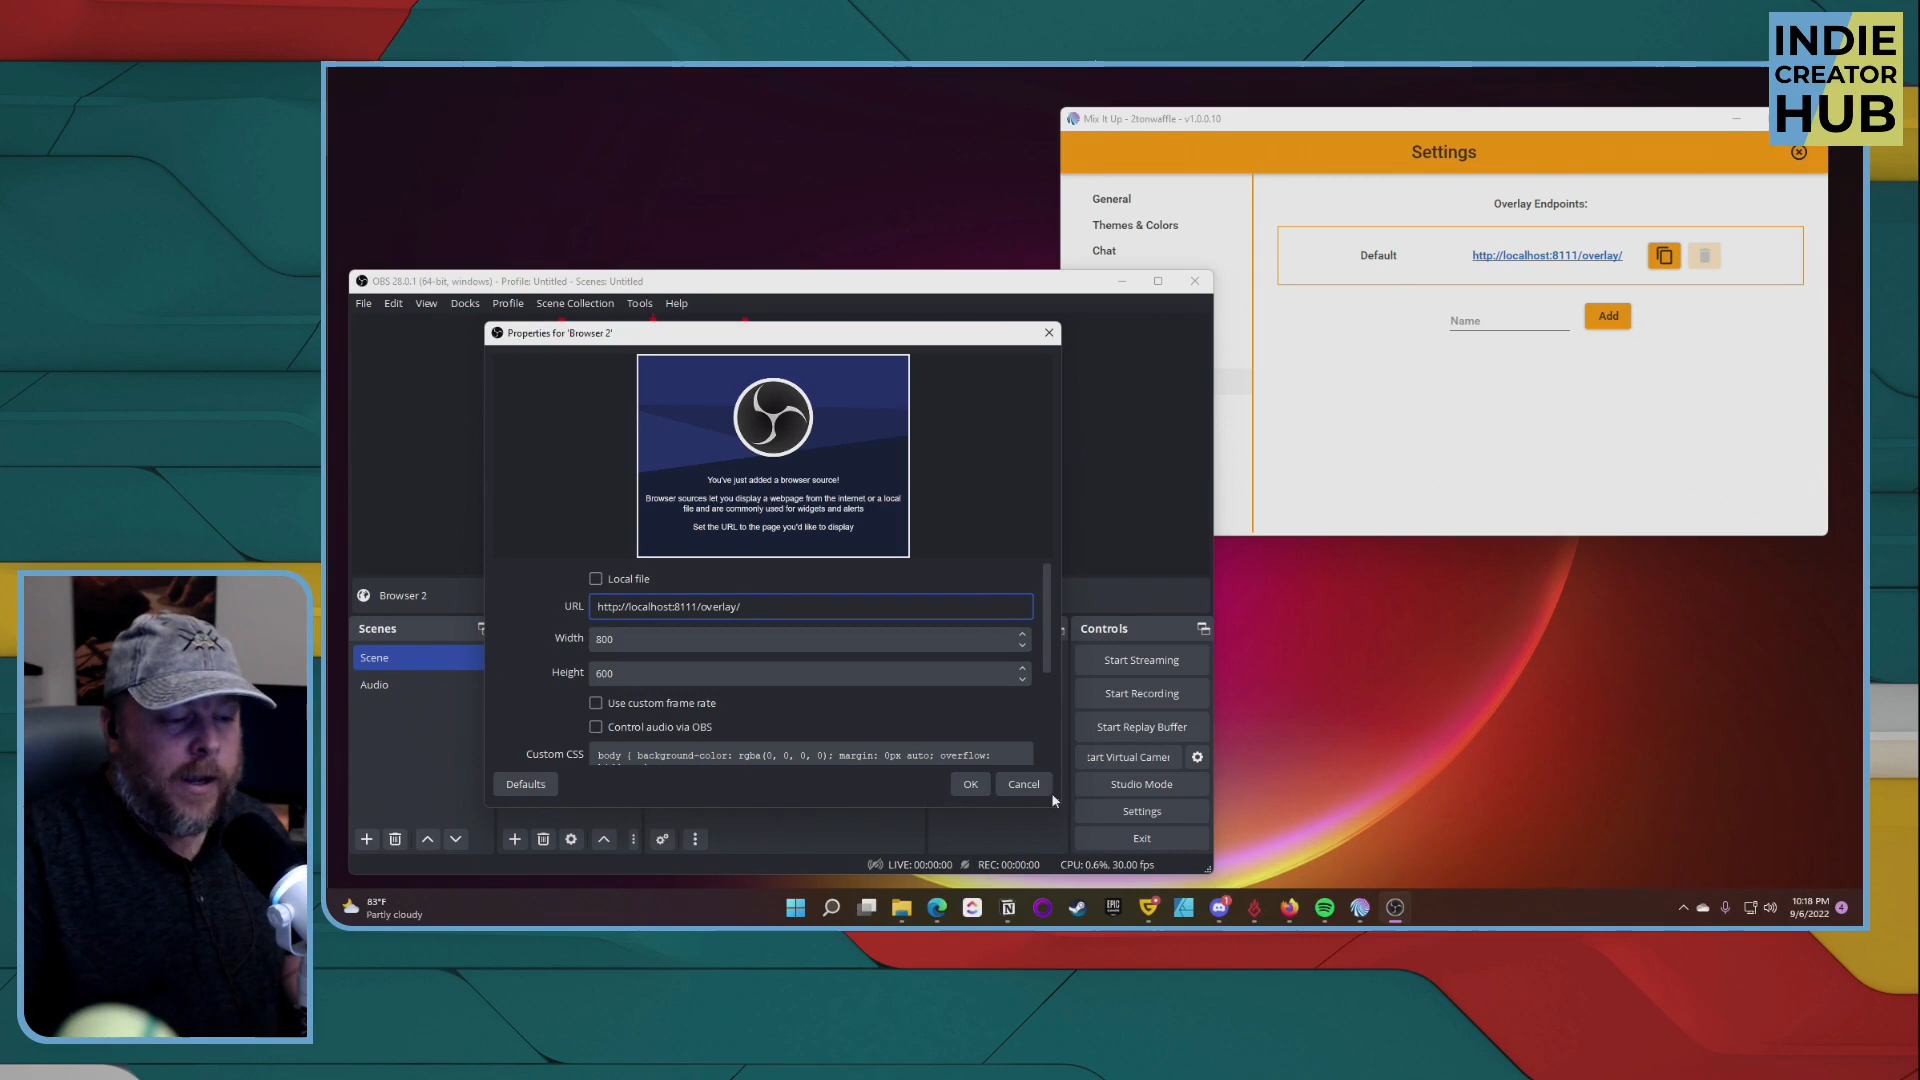 INDIE
CREATOR
HUB
Mix It Up - 2tonwaffle - v1.0.0.10
Settings
General
Themes & Colors
Chat
Overlay Endpoints:
Default
http://localhost:8111/overlay/
Name
Add
OBS 28.0.1 (64-bit, windows) - Profile: Untitled - Scenes: Untitled
File Edit View Docks Profile Scene Collection Tools Help
Properties for 'Browser 2'
You've just added a browser source!
Browser sources let you display a webpage from the internet or a local
file and are commonly used for widgets and alerts
Set the URL to the page you'd like to display
Local file
URL http://localhost:8111/overlay/
Width 800
Height 600
Use custom frame rate
Control audio via OBS
Custom CSS body { background-color: rgba(0, 0, 0, 0); margin: 0px auto; overflow:
Defaults
OK
Cancel
Browser 2
Scenes
Scene
Audio
Controls
Start Streaming
Start Recording
Start Replay Buffer
tart Virtual Camer
Studio Mode
Settings
Exit
LIVE: 00:00:00 REC: 00:00:00 CPU: 0.6%, 30.00 fps
83°F
Partly cloudy
EPIC
1
10:18 PM
9/6/2022
4